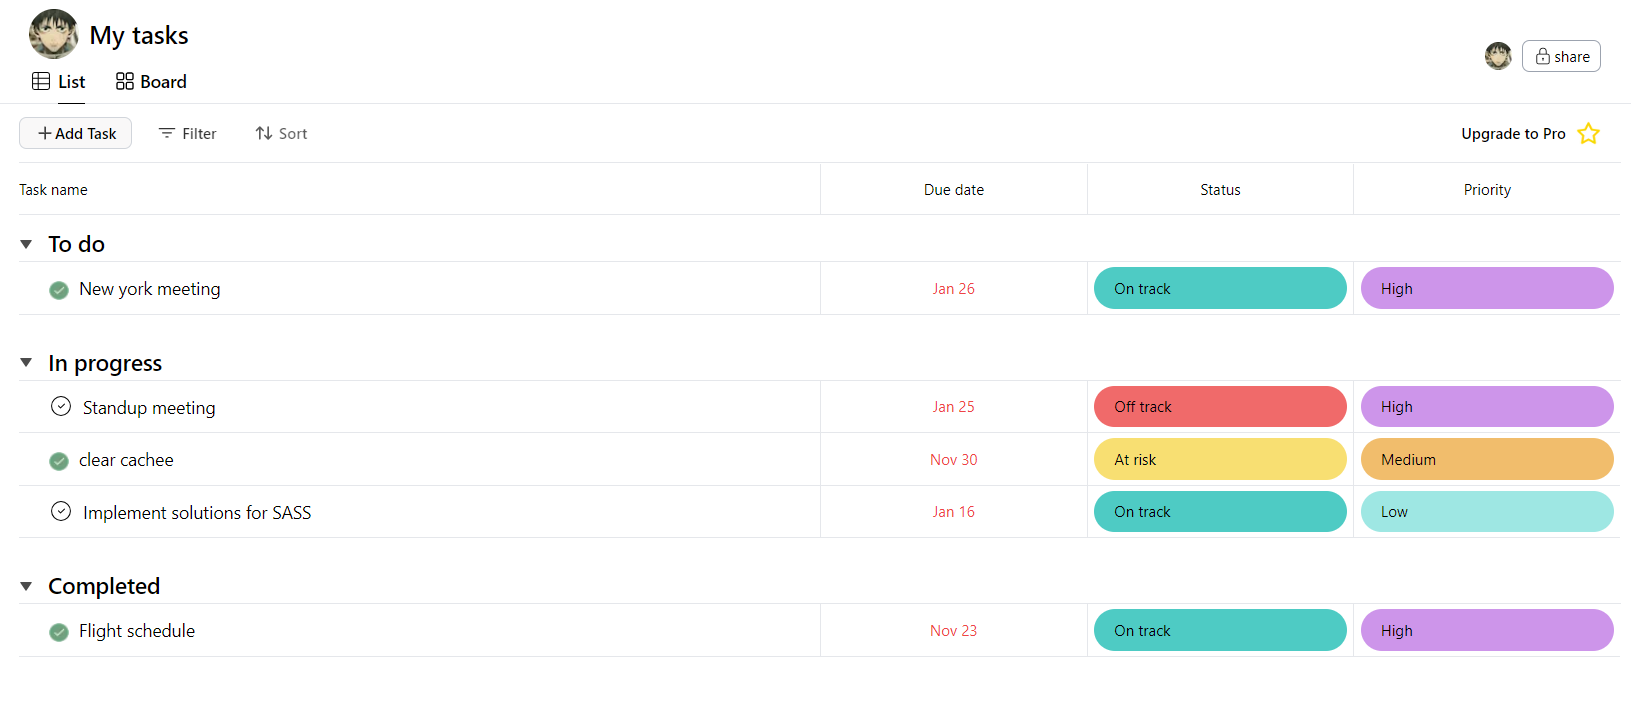 My tasks
List Board
share
Add Task Filter Sort
Upgrade to Pro
Task name Due date Status Priority
To do
New york meeting Jan 26 On track High
In progress
Standup meeting Jan 25 Off track High
clear cachee Nov 30 At risk Medium
Implement solutions for SASS Jan 16 On track Low
Completed
Flight schedule Nov 23 On track High